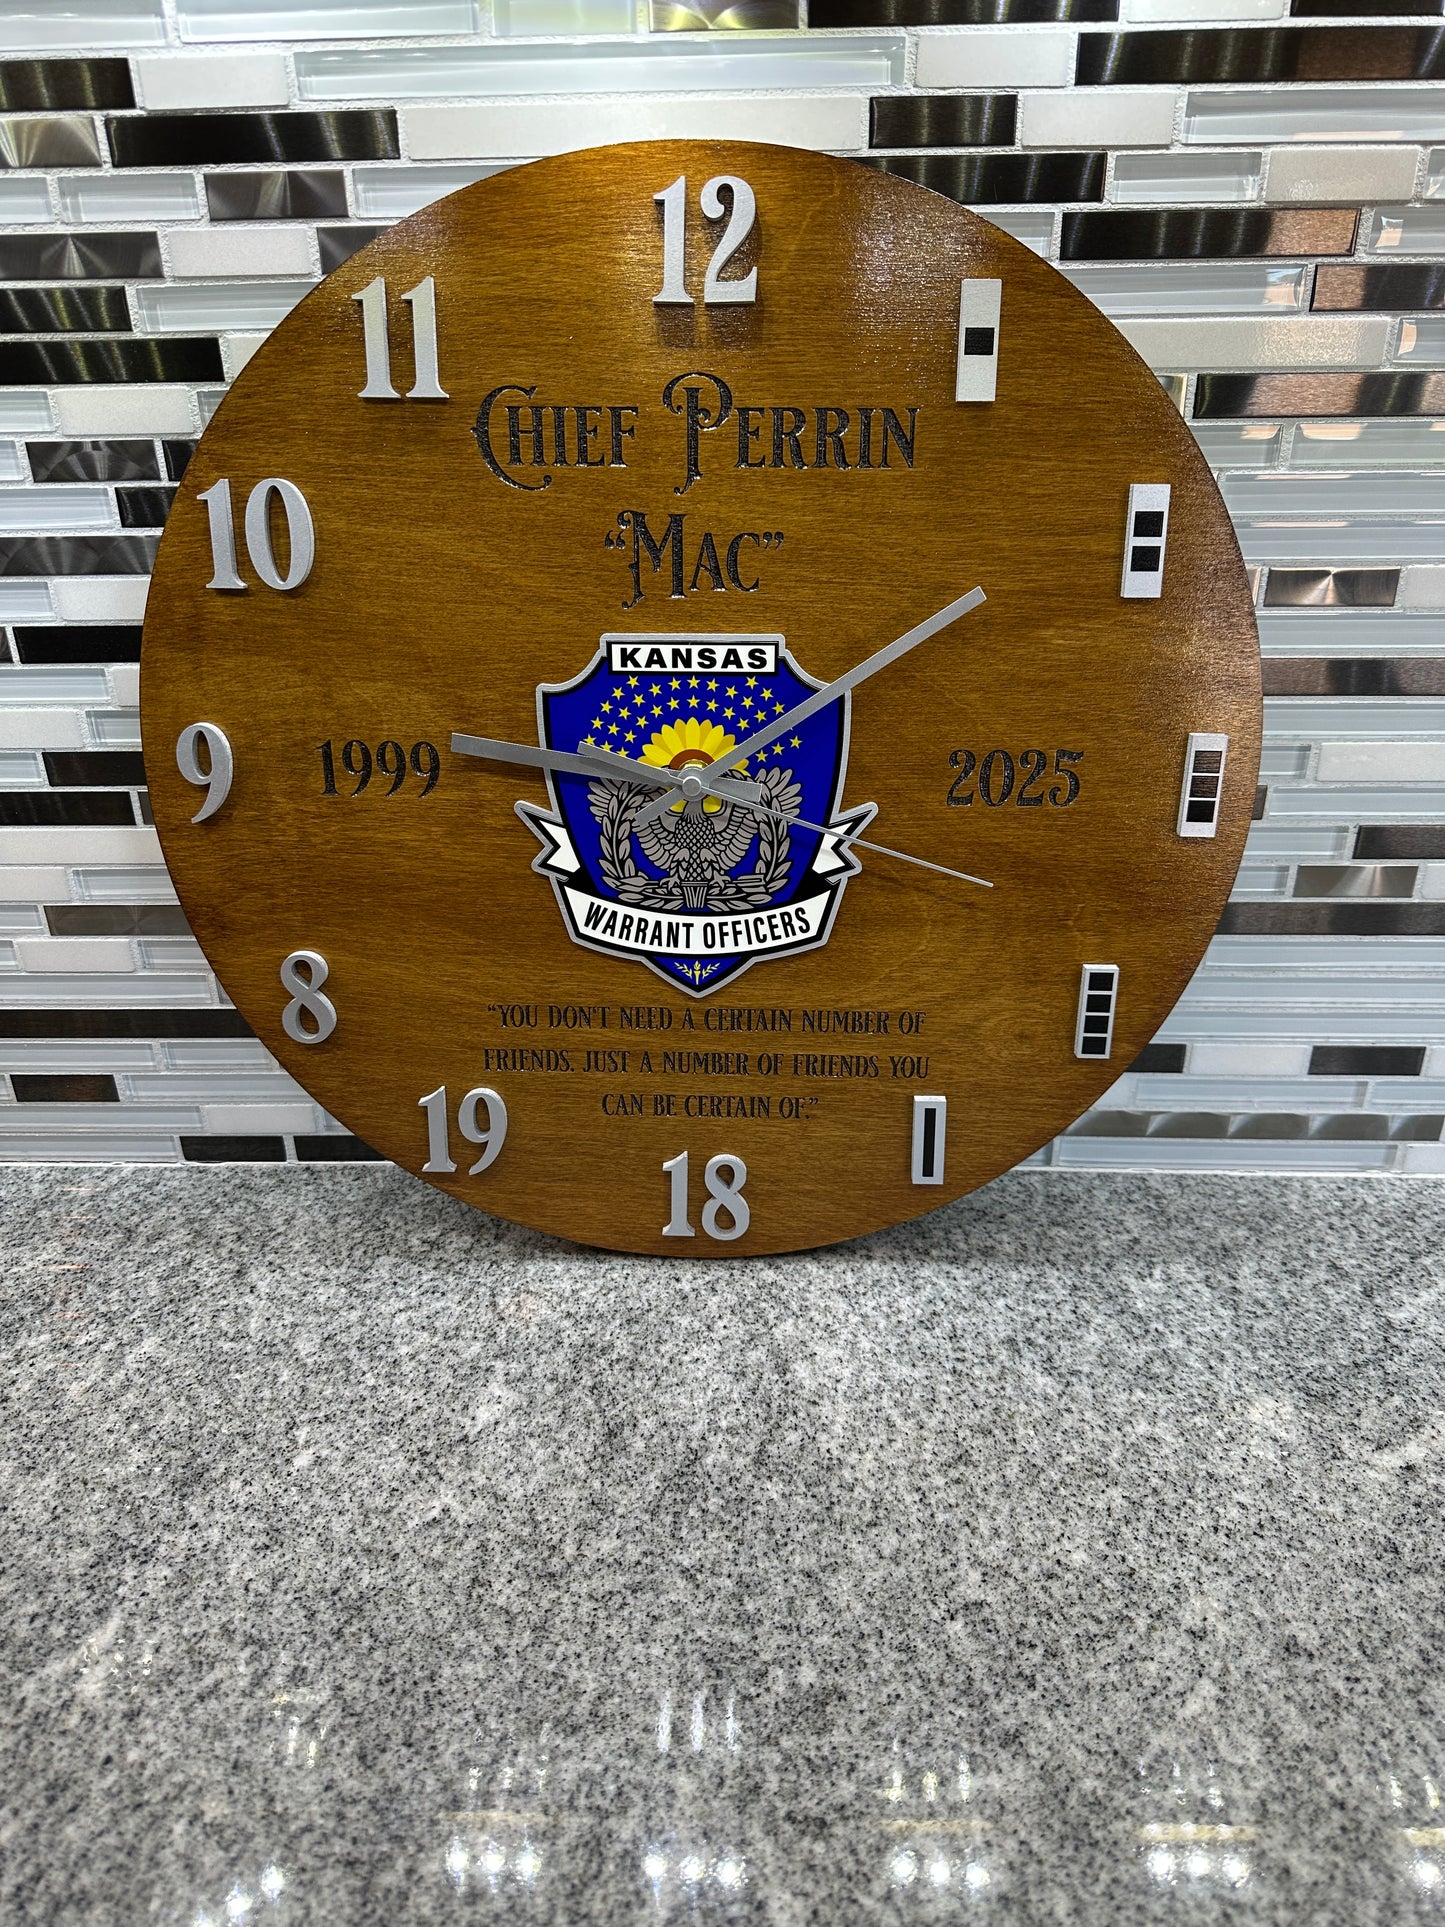 12
11
CHIEF PERRIN
10
"MAC"
KANSAS
9
1999
2025
WARRANT OFFICERS
8
"YOU DON'T NEED A CERTAIN NUMBER OF
FRIENDS. JUST A NUMBER OF FRIENDS YOU
CAN BE CERTAIN OF."
19
18